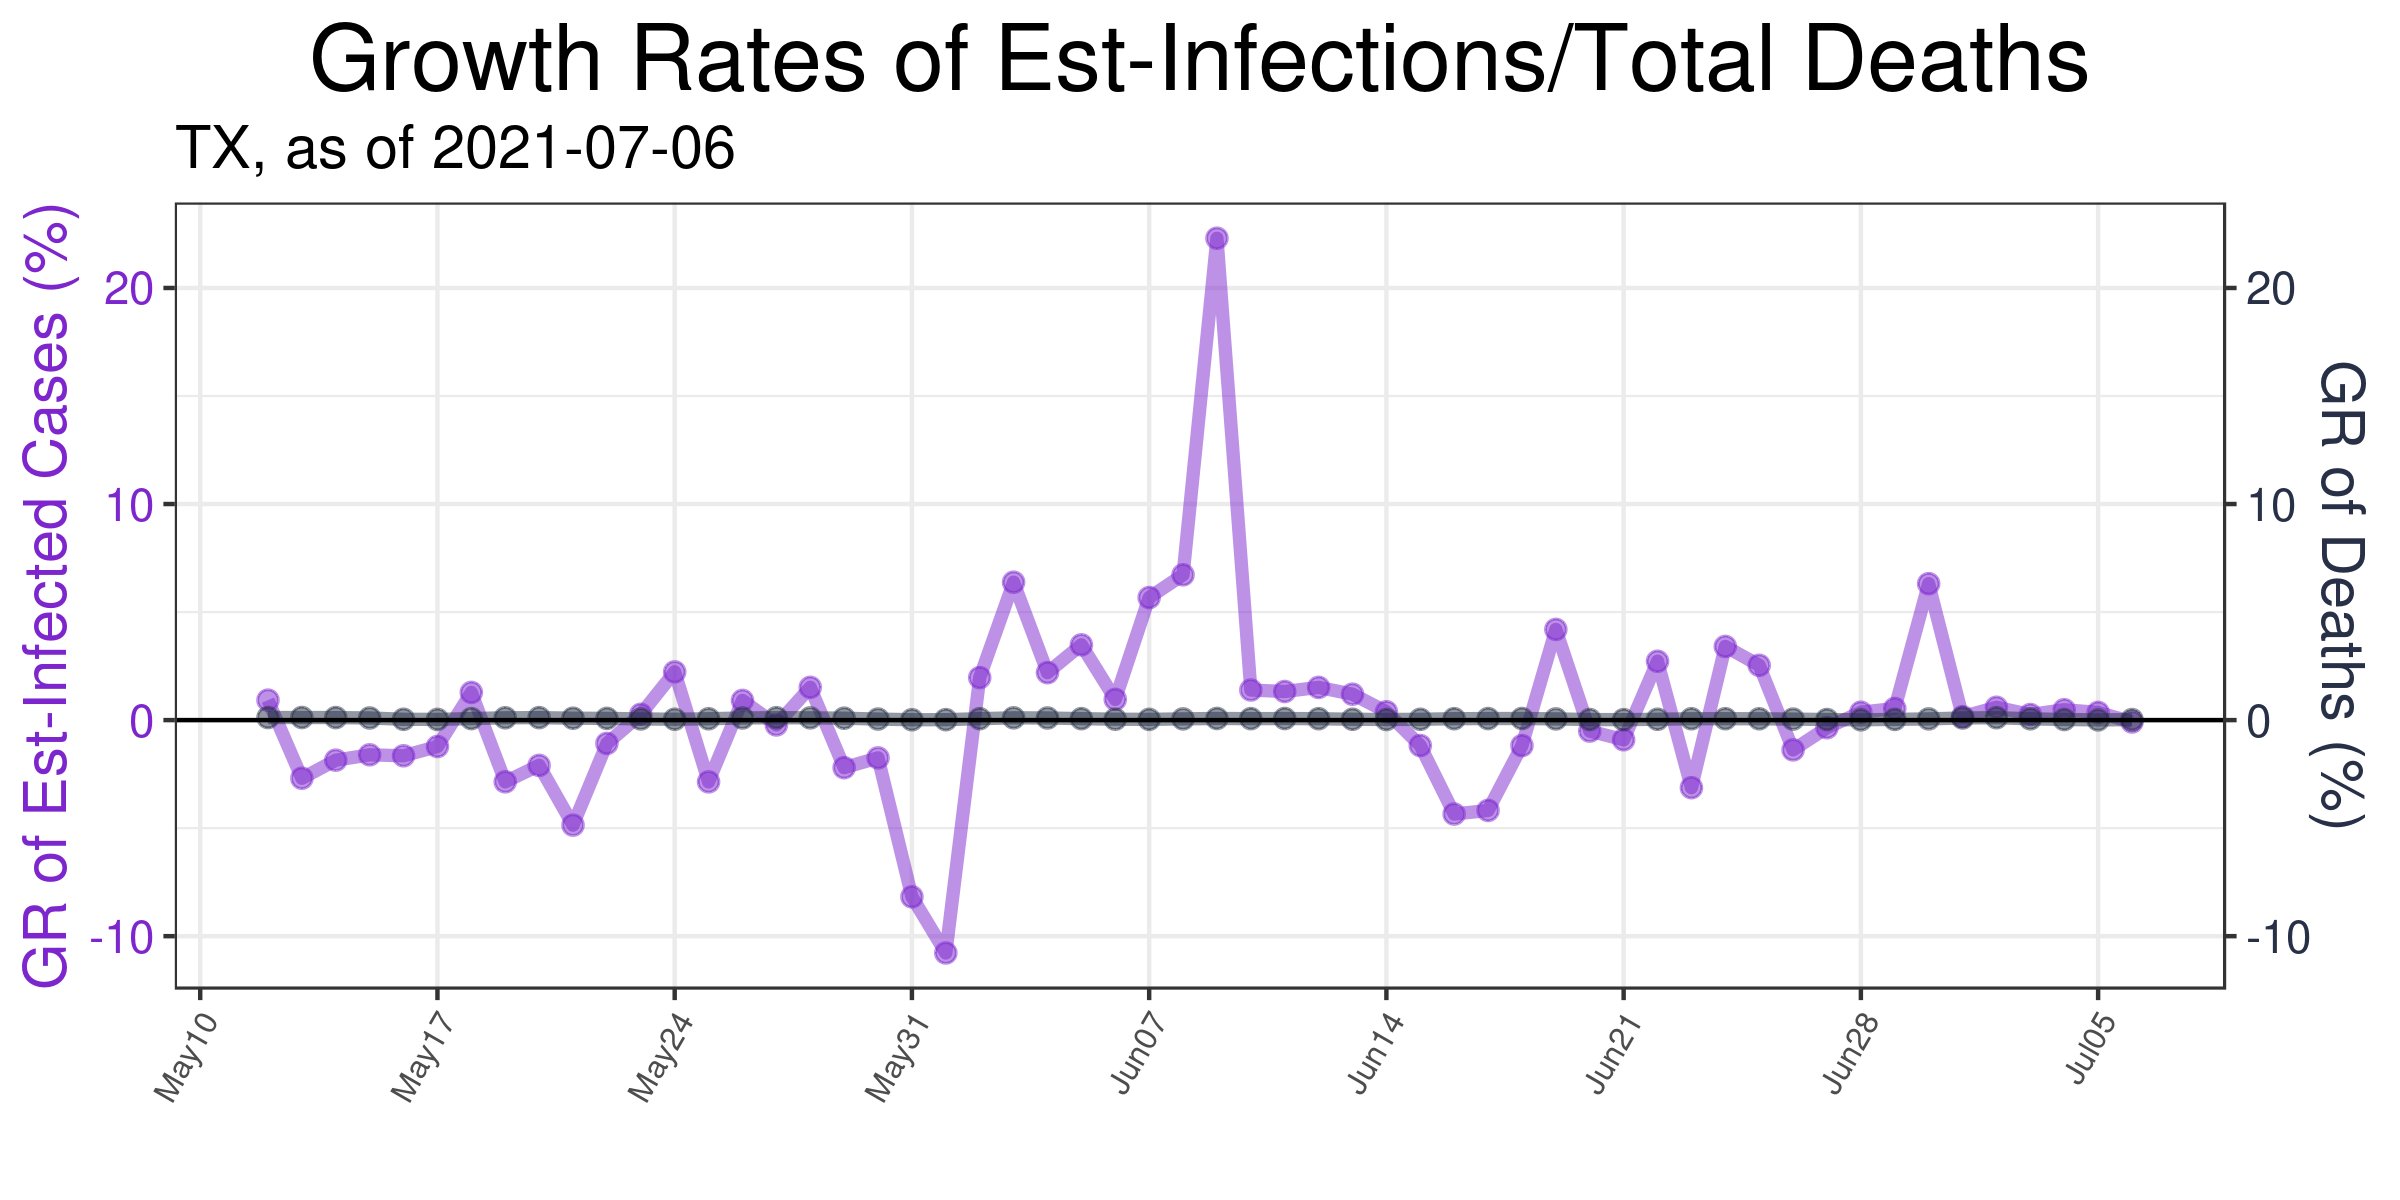 Growth Rates of Est-Infections/Total Deaths
TX, as of 2021-07-06
GR of Est-Infected Cases (%)
20
10
0
-10
20
10
0
-10
GR of Deaths (%)
May10
May17
May24
May31
Jun07
Jun14
Jun21
Jun28
Jul05